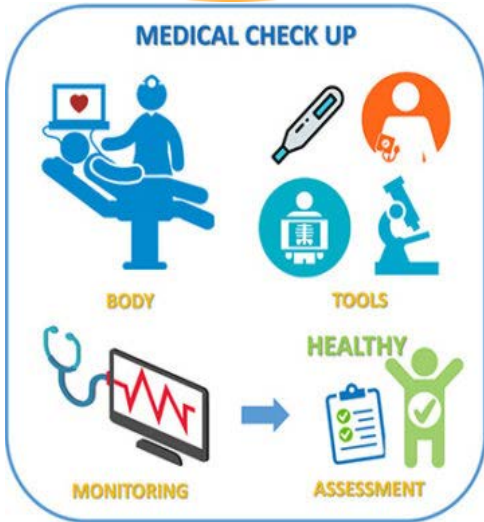 MEDICAL CHECK UP
BODY
TOOLS
HEALTHY
MONITORING
ASSESSMENT